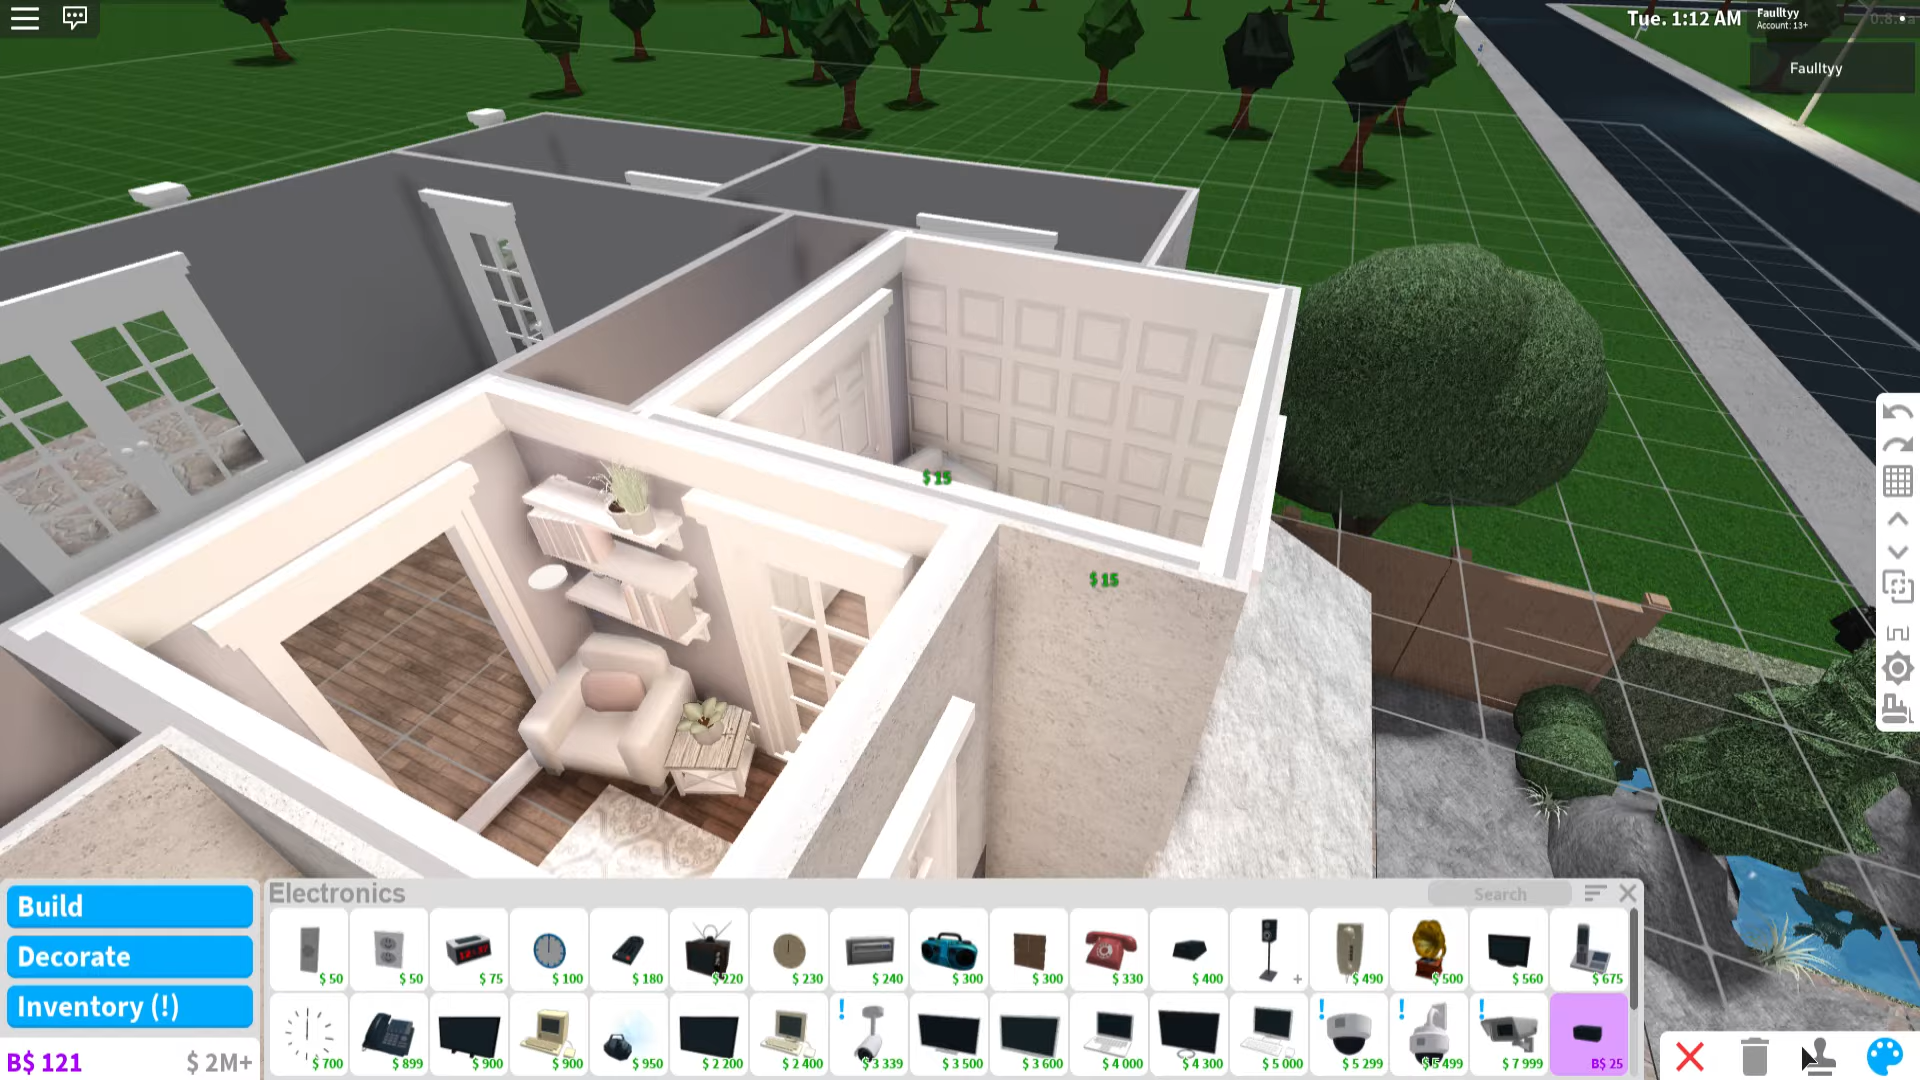 Tue. 1:12 AM
Faulltyy
Account: 13+
Faulltyy
$ 15
$ 15
Build
Decorate
Inventory (!)
B$ 121
$ 2M+
Electronics
Search
$ 50
$ 50
$ 75
$ 100
$ 180
$ 220
$ 230
$ 240
$ 300
$ 300
$ 330
$ 400
+
$ 490
$ 500
$ 560
$ 675
$ 700
$ 899
$ 900
$ 900
$ 950
$ 2 200
$ 2 400
! $ 3 339
$ 3 500
$ 3 600
$ 4 000
$ 4 300
$ 5 000
! $ 5 299
! $ 5 499
! $ 7 999
B$ 25